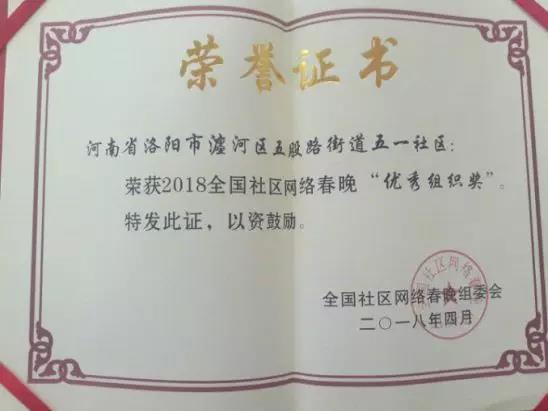 荣誉证书
河南省洛阳市瀍河区五股路街道五一社区:
荣获2018全国社区网络春晚“优秀组织奖”。
特发此证,以资鼓励。
全国社区网络春晚组委会
二〇一八年四月